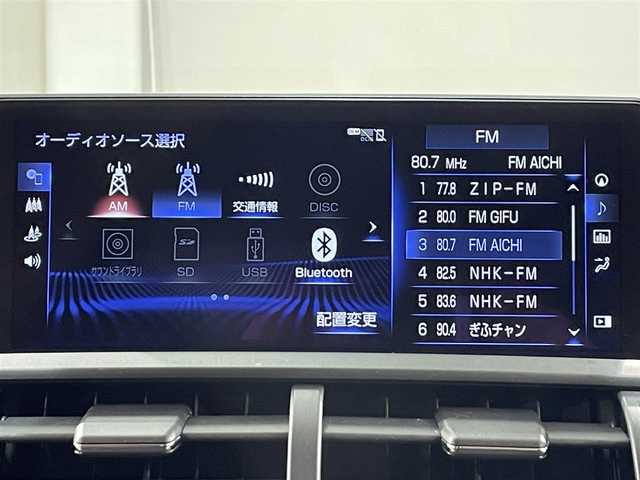 オーディオソース選択
AM
FM
交通情報
DISC
サウンドライブラリ
SD
USB
Bluetooth
配置変更
FM
80.7 MHz FM AICHI
1 77.8 ZIP-FM
2 80.0 FM GIFU
3 80.7 FM AICHI
4 82.5 NHK-FM
5 83.6 NHK-FM
6 90.4 ぎふチャン